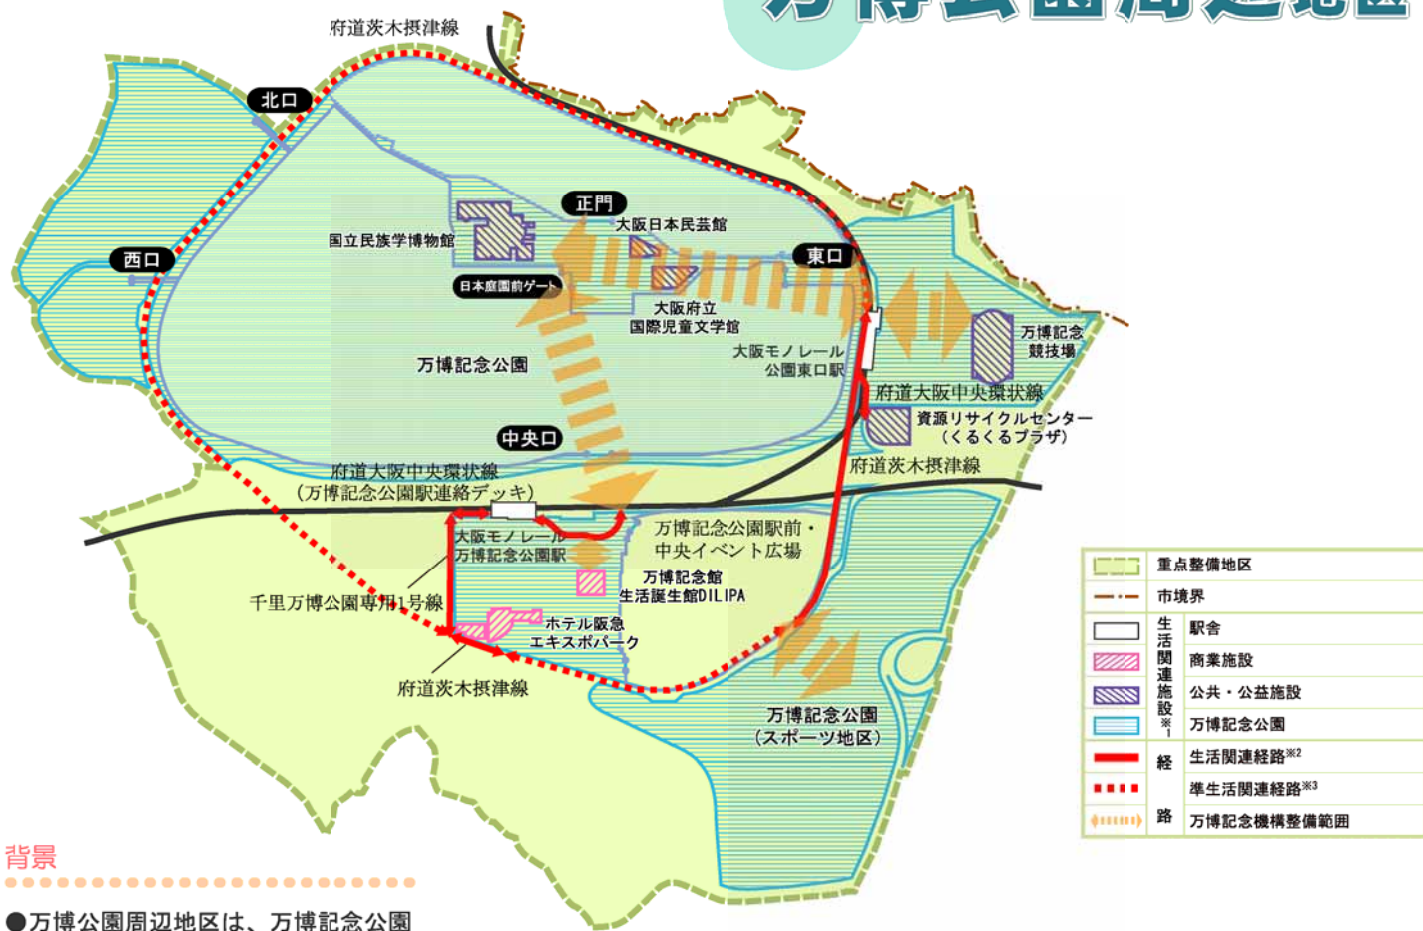 万博公園周辺地区
府道茨木摂津線
北口
正門
大阪日本民芸館
国立民族学博物館
東口
西口
日本庭園前ゲート
大阪府立
国際児童文学館
万博記念
競技場
大阪モノレール
公園東口駅
万博記念公園
府道大阪中央環状線
資源リサイクルセンター
（くるくるプラザ）
中央口
府道茨木摂津線
府道大阪中央環状線
（万博記念公園駅連絡デッキ）
大阪モノレール
万博記念公園駅
万博記念公園駅前・
中央イベント広場
万博記念館
生活誕生館DILIPA
千里万博公園専用1号線
ホテル阪急
エキスポパーク
府道茨木摂津線
万博記念公園
（スポーツ地区）
重点整備地区
市境界
生活関連施設※1
駅舎
商業施設
公共・公益施設
万博記念公園
経路
生活関連経路※2
準生活関連経路※3
万博記念機構整備範囲
背景
●万博公園周辺地区は、万博記念公園